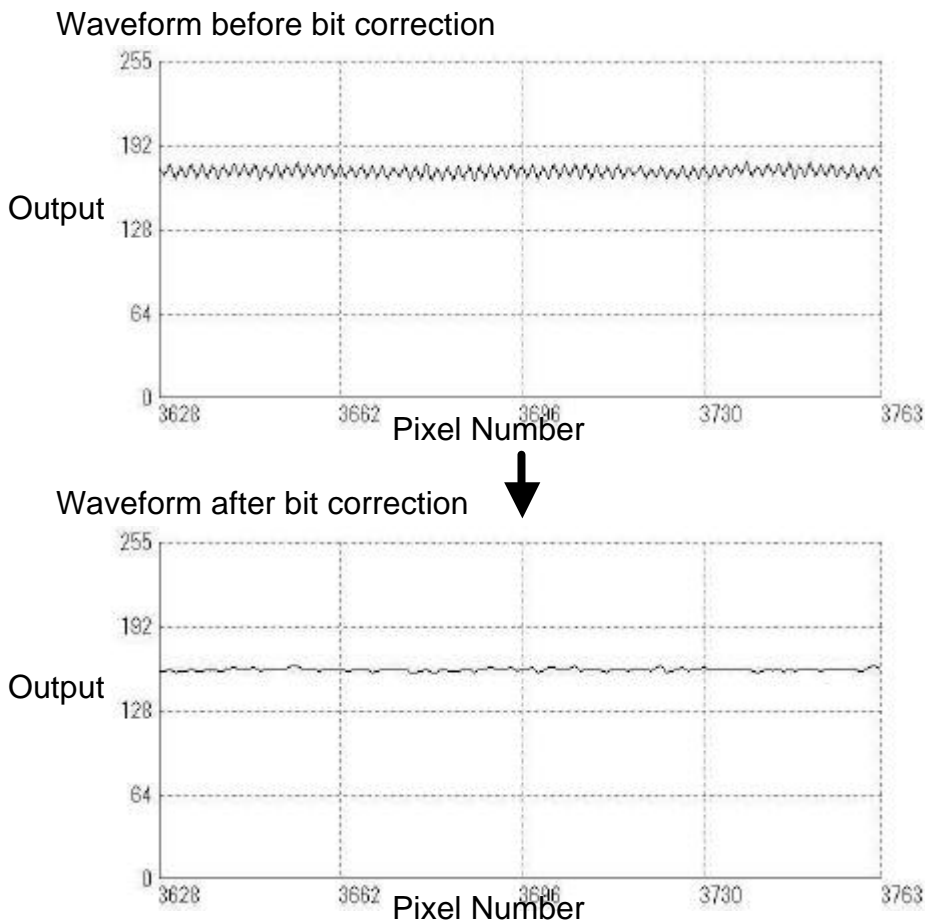 Waveform before bit correction
255
192
Output
128
64
0
3628 3662 3696 3730 3763
Pixel Number
Waveform after bit correction
255
192
Output
128
64
0
3628 3662 3696 3730 3763
Pixel Number